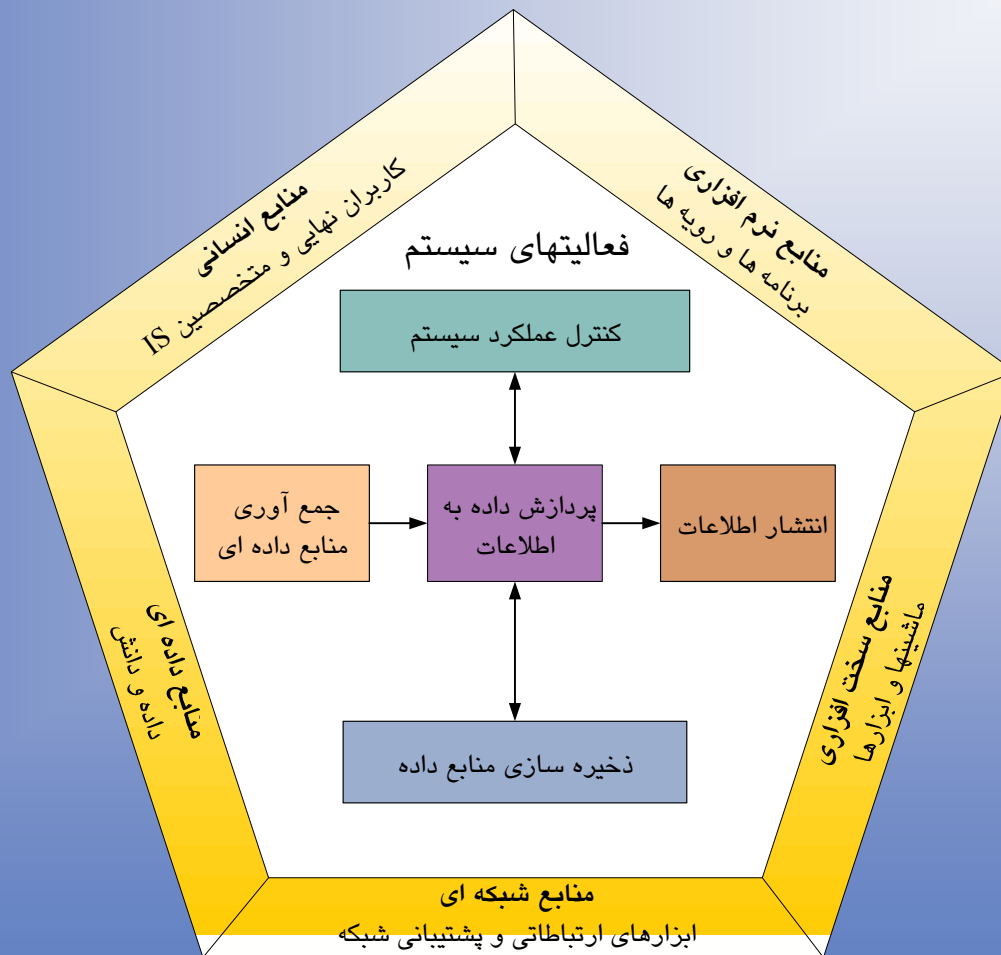 منابع انسانی
کاربران نهایی و متخصصین IS
منابع نرم افزاری
برنامه ها و رویه ها
فعالیتهای سیستم
کنترل عملکرد سیستم
جمع آوری
منابع داده ای
پردازش داده به
اطلاعات
انتشار اطلاعات
ذخیره سازی منابع داده
منابع داده ای
داده و دانش
منابع سخت افزاری
ماشینها و ابزارها
منابع شبکه ای
ابزارهای ارتباطاتی و پشتیبانی شبکه